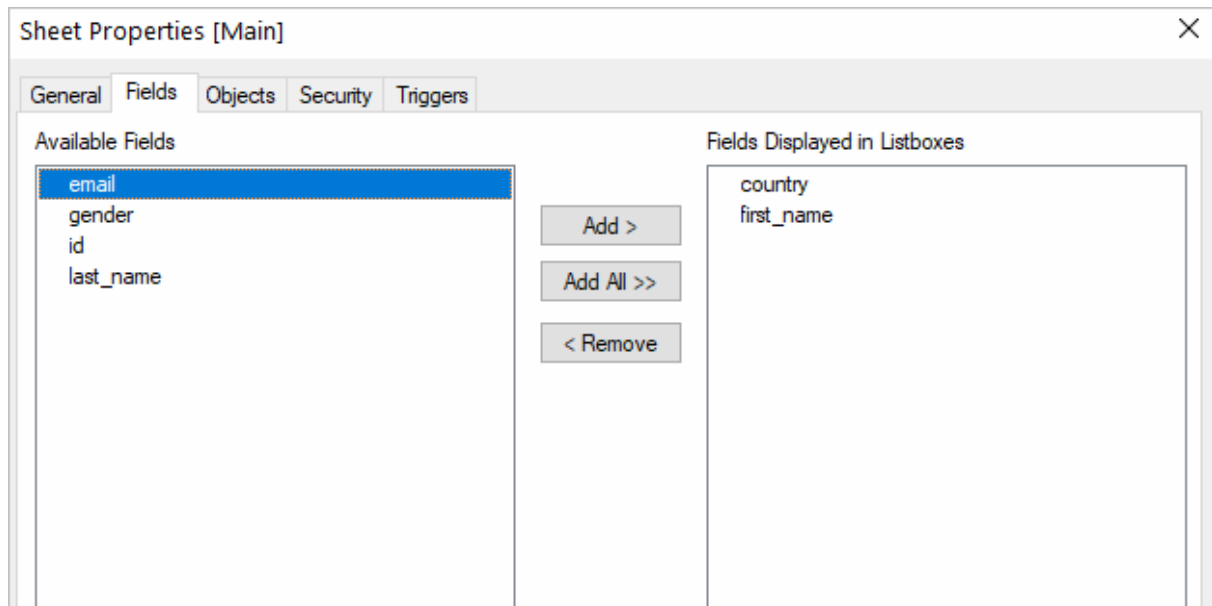 Sheet Properties [Main]
General Fields Objects Security Triggers
Available Fields
email
gender
id
last_name
Add >
Add All >>
< Remove
Fields Displayed in Listboxes
country
first_name